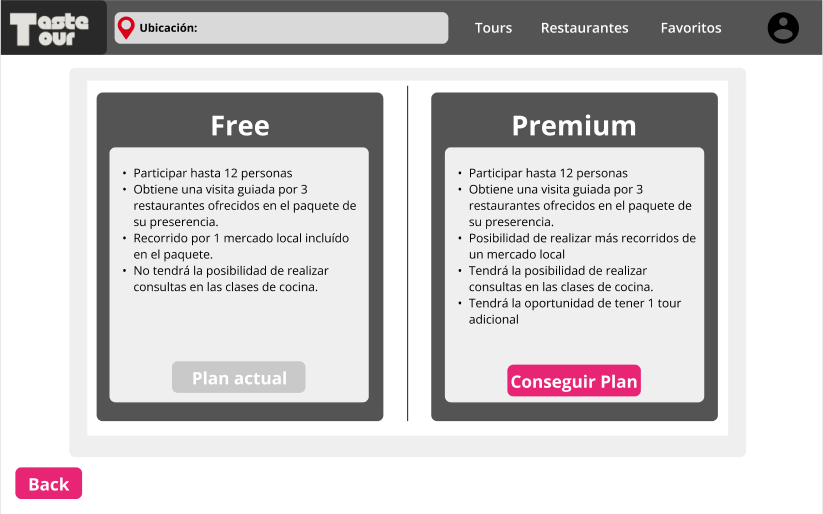 Taste
Tour
Ubicación:
Tours
Restaurantes
Favoritos
Free
• Participar hasta 12 personas
• Obtiene una visita guiada por 3
restaurantes ofrecidos en el paquete de
su preserencia.
• Recorrido por 1 mercado local incluído
en el paquete.
• No tendrá la posibilidad de realizar
consultas en las clases de cocina.
Plan actual
Premium
• Participar hasta 12 personas
• Obtiene una visita guiada por 3
restaurantes ofrecidos en el paquete de
su preserencia.
• Posibilidad de realizar más recorridos de
un mercado local
• Tendrá la posibilidad de realizar
consultas en las clases de cocina.
• Tendrá la oportunidad de tener 1 tour
adicional
Conseguir Plan
Back